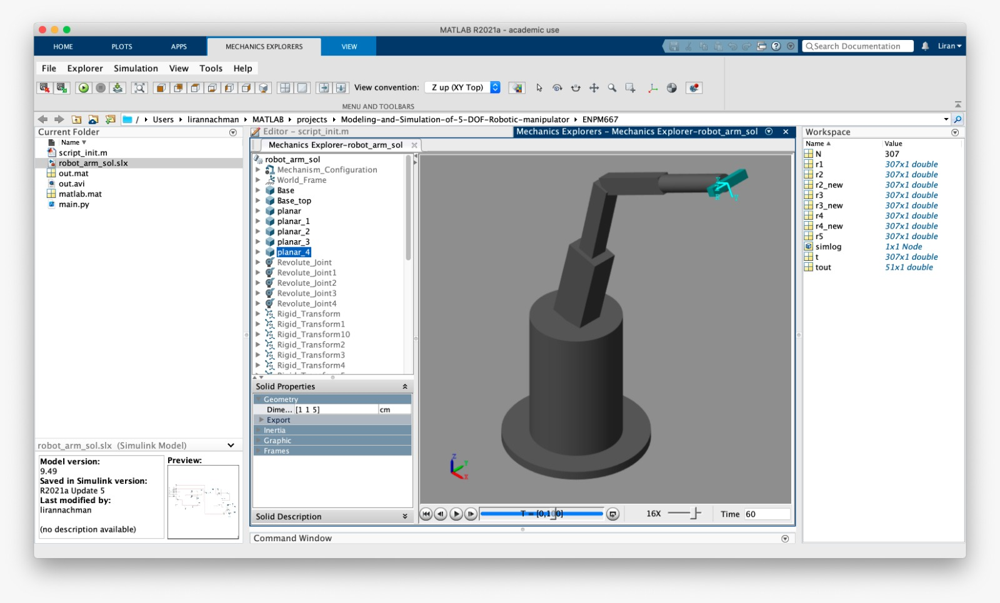 MATLAB R2021a - academic use
HOME PLOTS APPS MECHANICS EXPLORERS VIEW Search Documentation Liran
File Explorer Simulation View Tools Help
View convention: Z up (XY Top)
MENU AND TOOLBARS
/ Users lirannachman MATLAB projects Modeling-and-Simulation-of-5-DOF-Robotic-manipulator ENPM667
Current Folder
Name
script_init.m
robot_arm_sol.slx
out.mat
out.avi
matlab.mat
main.py
robot_arm_sol.slx (Simulink Model)
Model version:
9.49
Saved in Simulink version:
R2021a Update 5
Last modified by:
lirannachman
(no description available)
Preview:
Editor – script_init.m
Mechanics Explorers – Mechanics Explorer-robot_arm_sol
Mechanics Explorer-robot_arm_sol
robot_arm_sol
Mechanism_Configuration
World_Frame
Base
Base_top
planar
planar_1
planar_2
planar_3
planar_4
Revolute_Joint
Revolute_Joint1
Revolute_Joint2
Revolute_Joint3
Revolute_Joint4
Rigid_Transform
Rigid_Transform1
Rigid_Transform10
Rigid_Transform2
Rigid_Transform3
Rigid_Transform4
Solid Properties
Geometry
Dime... [1 1 5] cm
Export
Inertia
Graphic
Frames
Solid Description
Z
Y
X
T = [0,100]
16X
Time 60
Command Window
Workspace
Name Value
N 307
r1 307x1 double
r2 307x1 double
r2_new 307x1 double
r3 307x1 double
r3_new 307x1 double
r4 307x1 double
r4_new 307x1 double
r5 307x1 double
simlog 1x1 Node
t 307x1 double
tout 51x1 double